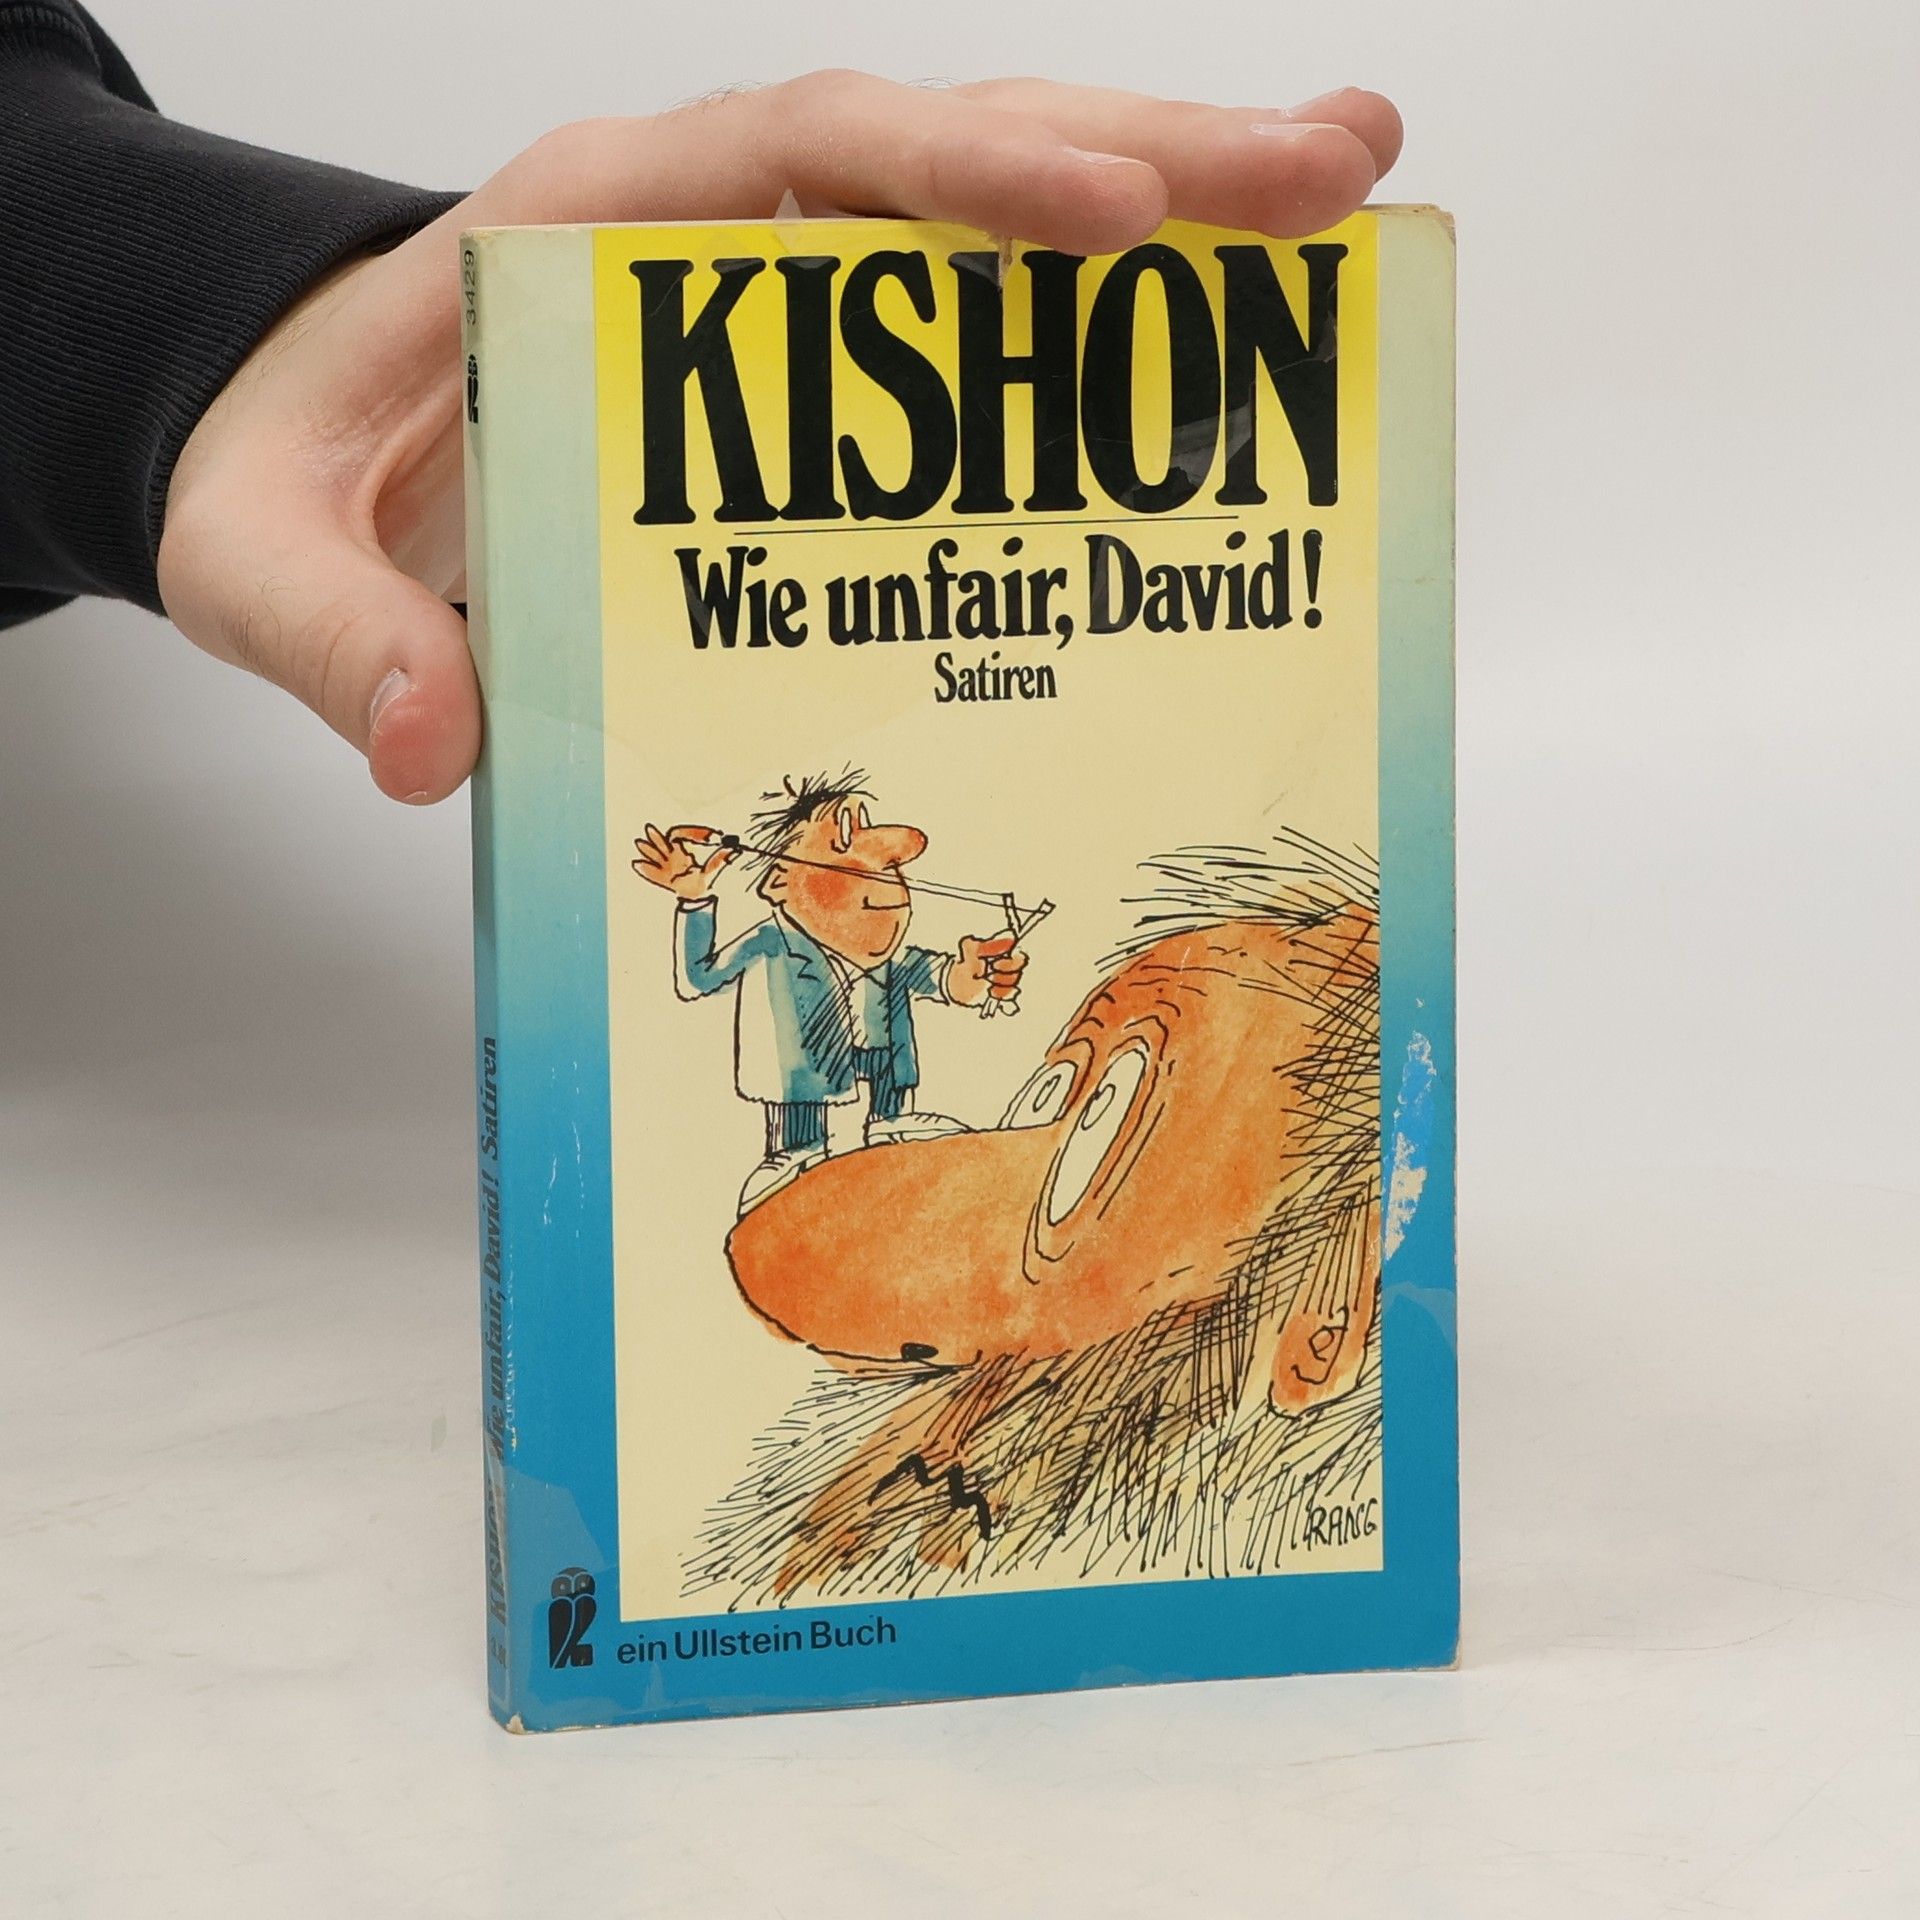 KISHON
Wie unfair, David!
Satiren
RANG
ein Ullstein Buch
3429
KISHON Wie unfair, David! Satiren